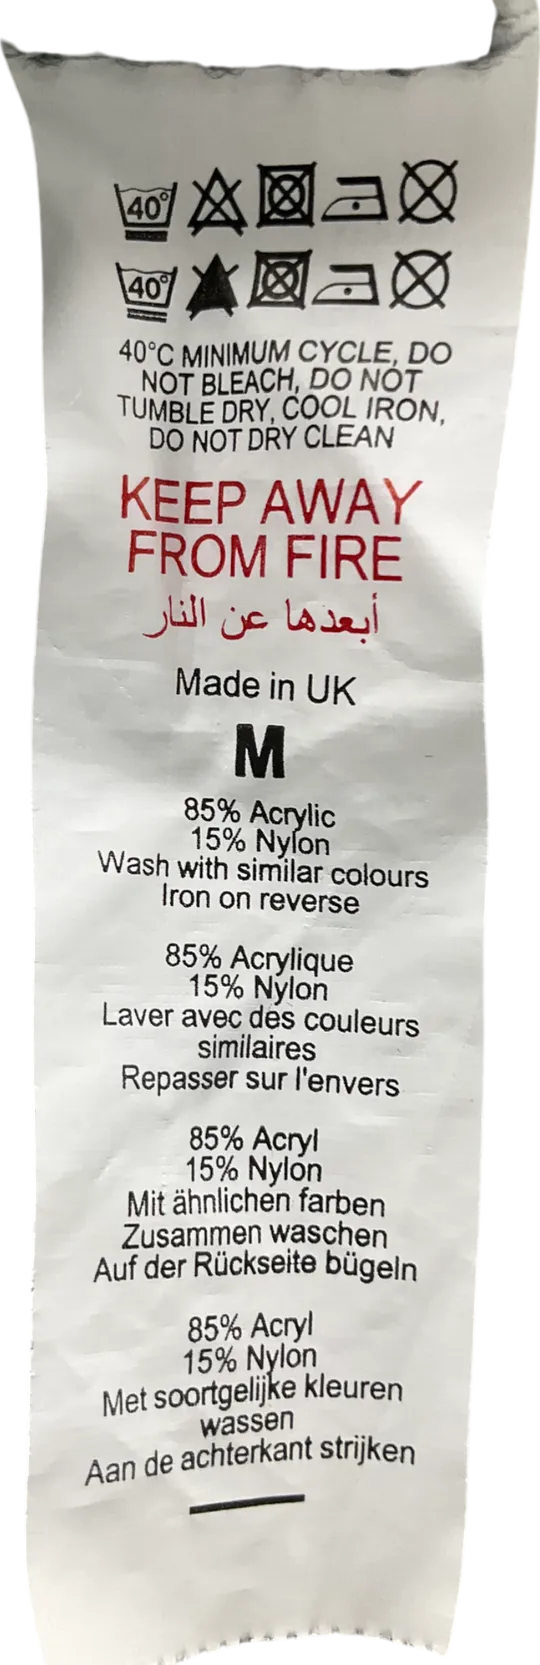 40°
40°
40°C MINIMUM CYCLE, DO
NOT BLEACH, DO NOT
TUMBLE DRY, COOL IRON,
DO NOT DRY CLEAN
KEEP AWAY
FROM FIRE
أبعدها عن النار
Made in UK
M
85% Acrylic
15% Nylon
Wash with similar colours
Iron on reverse
85% Acrylique
15% Nylon
Laver avec des couleurs
similaires
Repasser sur l'envers
85% Acryl
15% Nylon
Mit ähnlichen farben
Zusammen waschen
Auf der Rückseite bügeln
85% Acryl
15% Nylon
Met soortgelijke kleuren
wassen
Aan de achterkant strijken